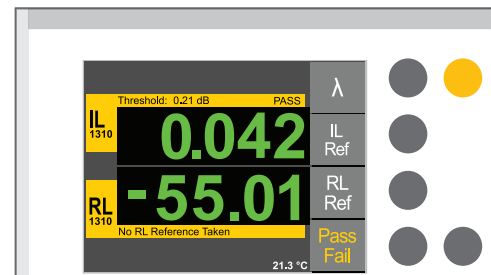 λ
Threshold: 0.21 dB PASS
IL
1310
0.042
IL
Ref
RL
1310
-55.01
RL
Ref
No RL Reference Taken
Pass
Fail
21.3 °C